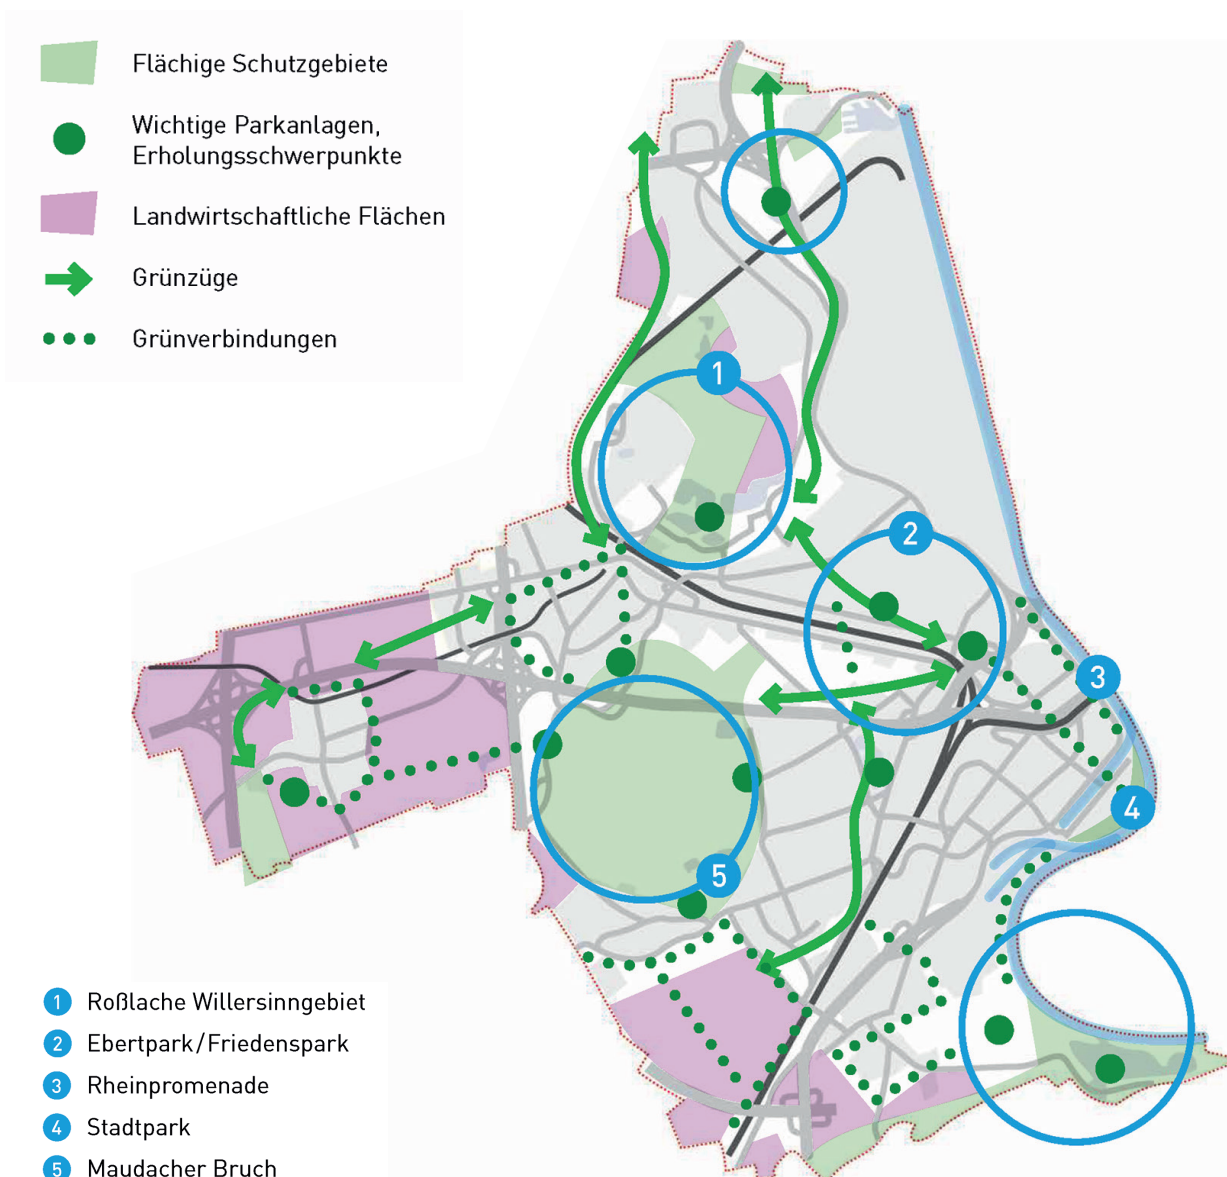 Flächige Schutzgebiete
Wichtige Parkanlagen,
Erholungsschwerpunkte
Landwirtschaftliche Flächen
Grünzüge
Grünverbindungen
1
2
3
4
5
1 Roßlache Willersinngebiet
2 Ebertpark/Friedenspark
3 Rheinpromenade
4 Stadtpark
5 Maudacher Bruch